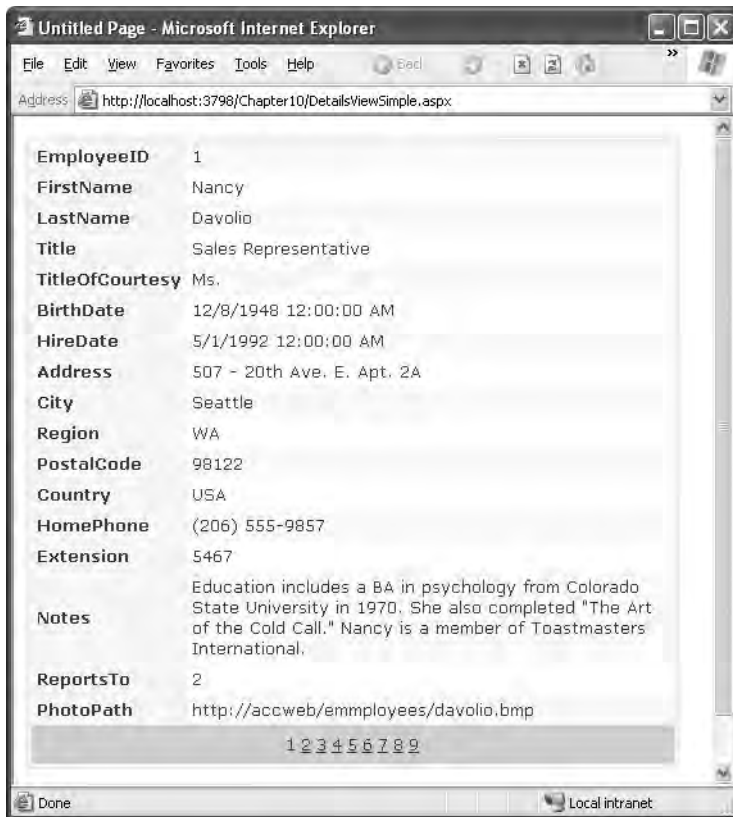 Untitled Page - Microsoft Internet Explorer
File Edit View Favorites Tools Help Back »
Address http://localhost:3798/Chapter10/DetailsViewSimple.aspx
EmployeeID 1
FirstName Nancy
LastName Davolio
Title Sales Representative
TitleOfCourtesy Ms.
BirthDate 12/8/1948 12:00:00 AM
HireDate 5/1/1992 12:00:00 AM
Address 507 - 20th Ave. E. Apt. 2A
City Seattle
Region WA
PostalCode 98122
Country USA
HomePhone (206) 555-9857
Extension 5467
Notes Education includes a BA in psychology from Colorado
State University in 1970. She also completed "The Art
of the Cold Call." Nancy is a member of Toastmasters
International.
ReportsTo 2
PhotoPath http://accweb/emmployees/davolio.bmp
1 2 3 4 5 6 7 8 9
Done Local intranet